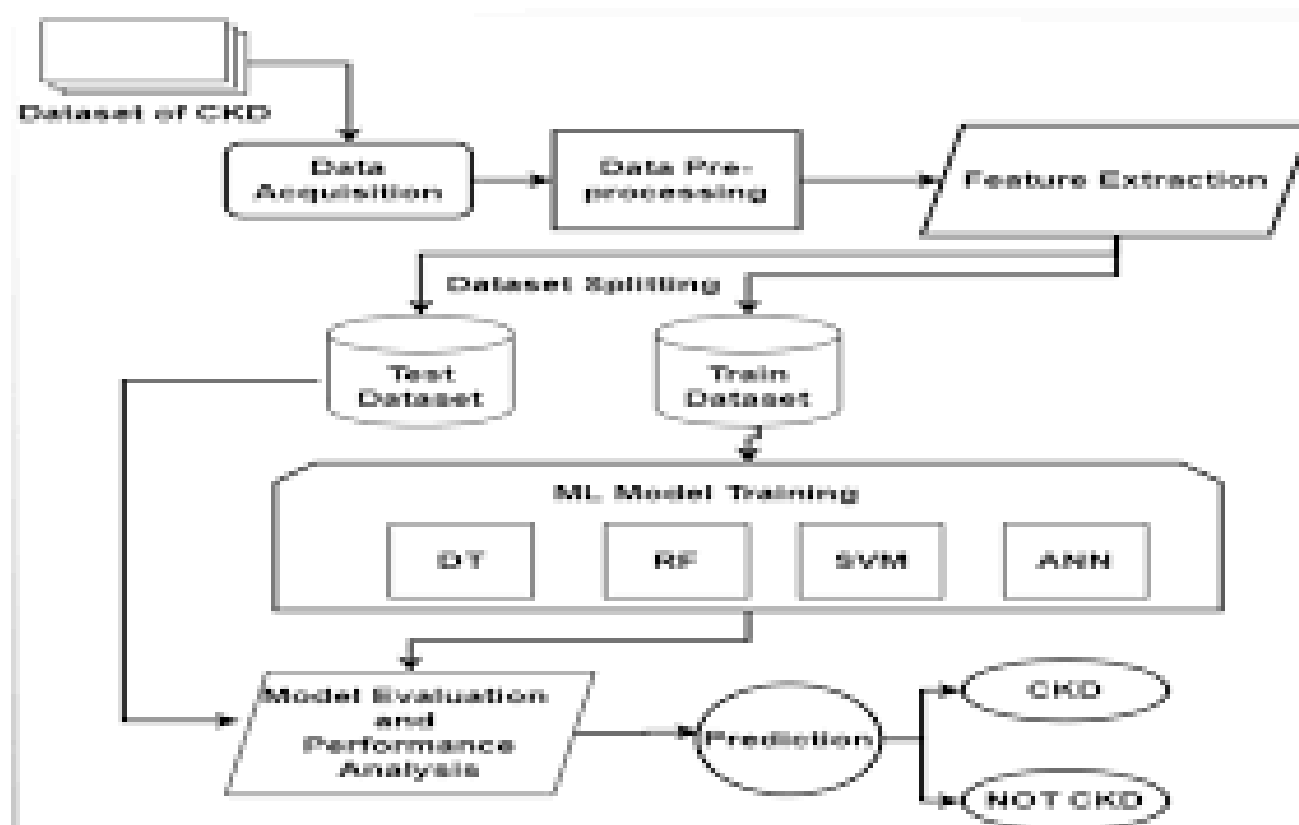 Dataset of CKD
Data
Acquisition
Data Pre-
processing
Feature Extraction
Dataset Splitting
Test
Dataset
Train
Dataset
ML Model Training
DT
RF
SVM
ANN
Model Evaluation
and
Performance
Analysis
Prediction
CKD
NOT CKD